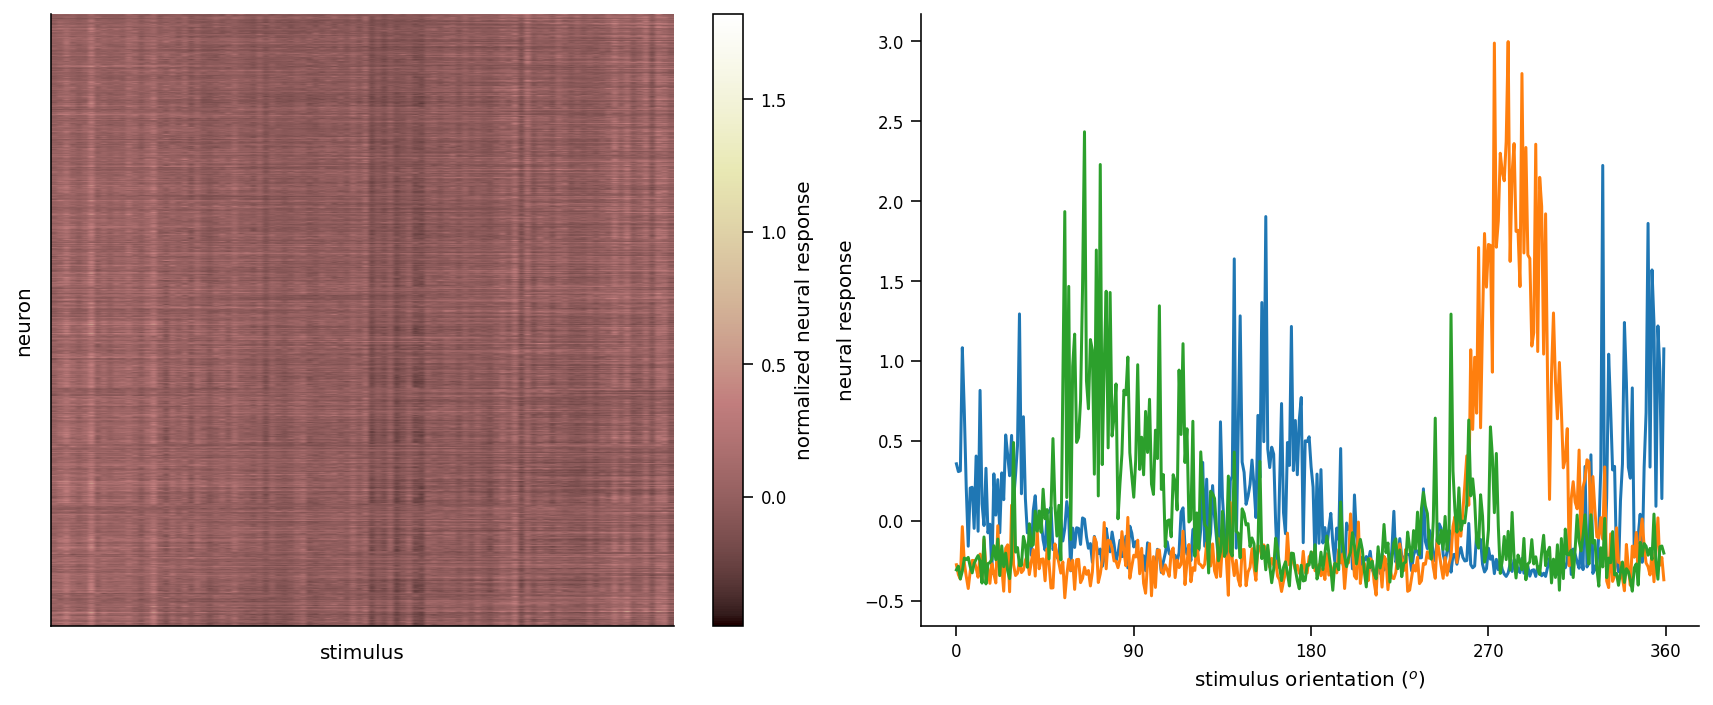 neuron
stimulus
1.5
1.0
0.5
0.0
normalized neural response
neural response
3.0
2.5
2.0
1.5
1.0
0.5
0.0
−0.5
0 90 180 270 360
stimulus orientation (o)